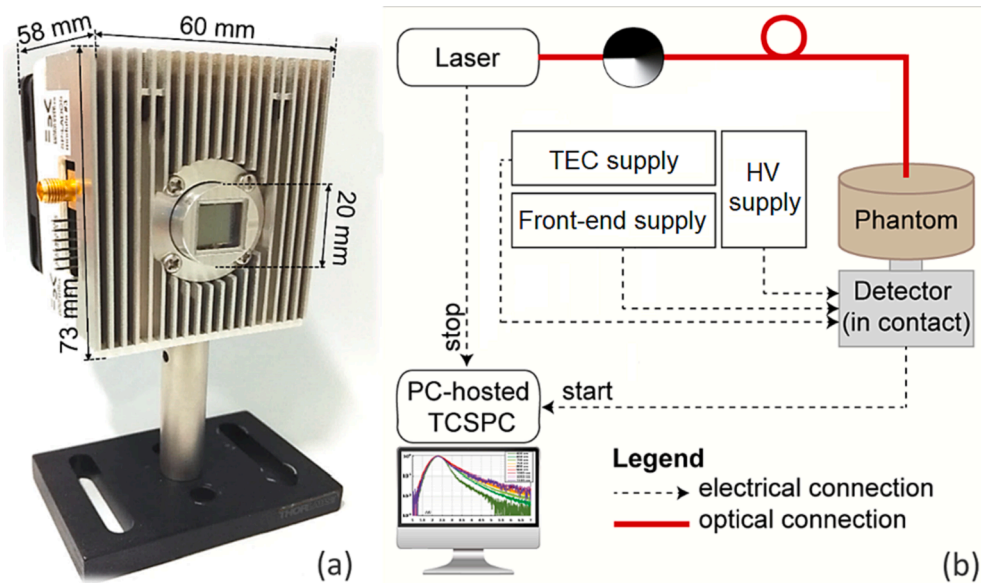 58 mm
60 mm
20 mm
73 mm
(a)
Laser
TEC supply
Front-end supply
HV
supply
Phantom
Detector
(in contact)
stop
start
PC-hosted
TCSPC
Legend
electrical connection
optical connection
(b)